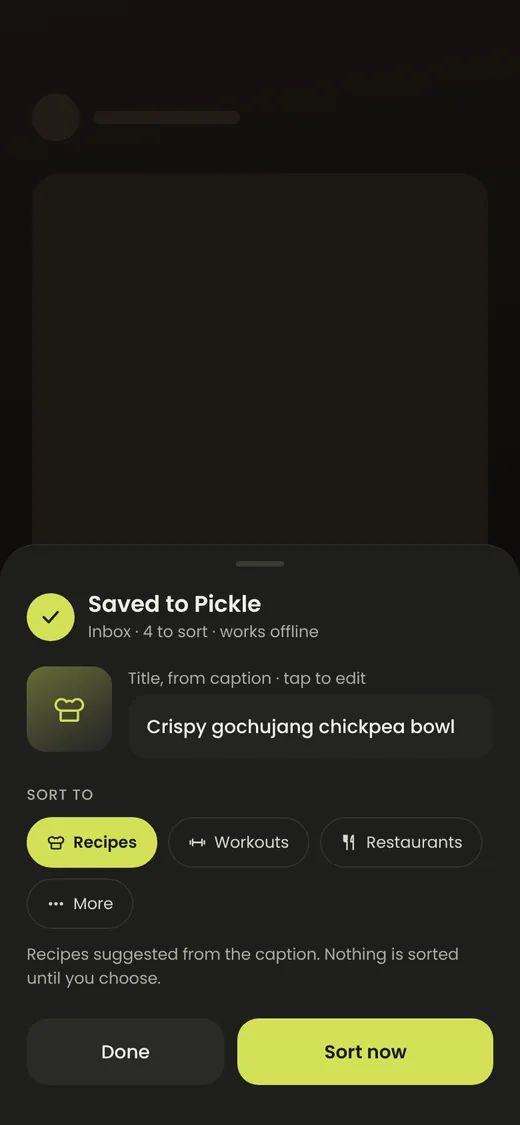 Saved to Pickle
Inbox · 4 to sort · works offline
Title, from caption · tap to edit
Crispy gochujang chickpea bowl
SORT TO
Recipes
Workouts
Restaurants
More
Recipes suggested from the caption. Nothing is sorted
until you choose.
Done
Sort now